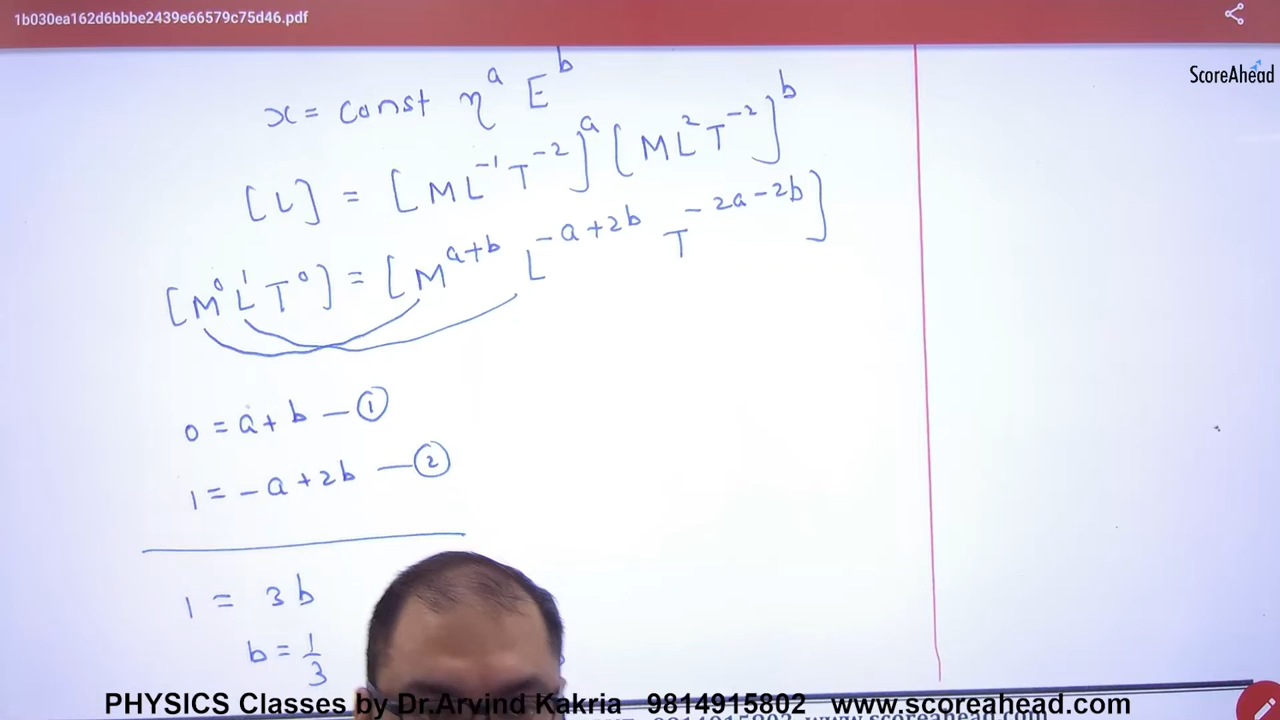 1b030ea162d6bbbe2439e66579c75d46.pdf
ScoreAhead
x = const η^a E^b
[L] = [ML^-1 T^-2]^a [ML^2 T^-2]^b
[M^0 L^1 T^0] = [M^a+b L^-a+2b T^-2a-2b]
0 = a + b — ①
1 = -a + 2b — ②
1 = 3b
b = 1/3
PHYSICS Classes by Dr.Arvind Kakria 9814915802 www.scoreahead.com